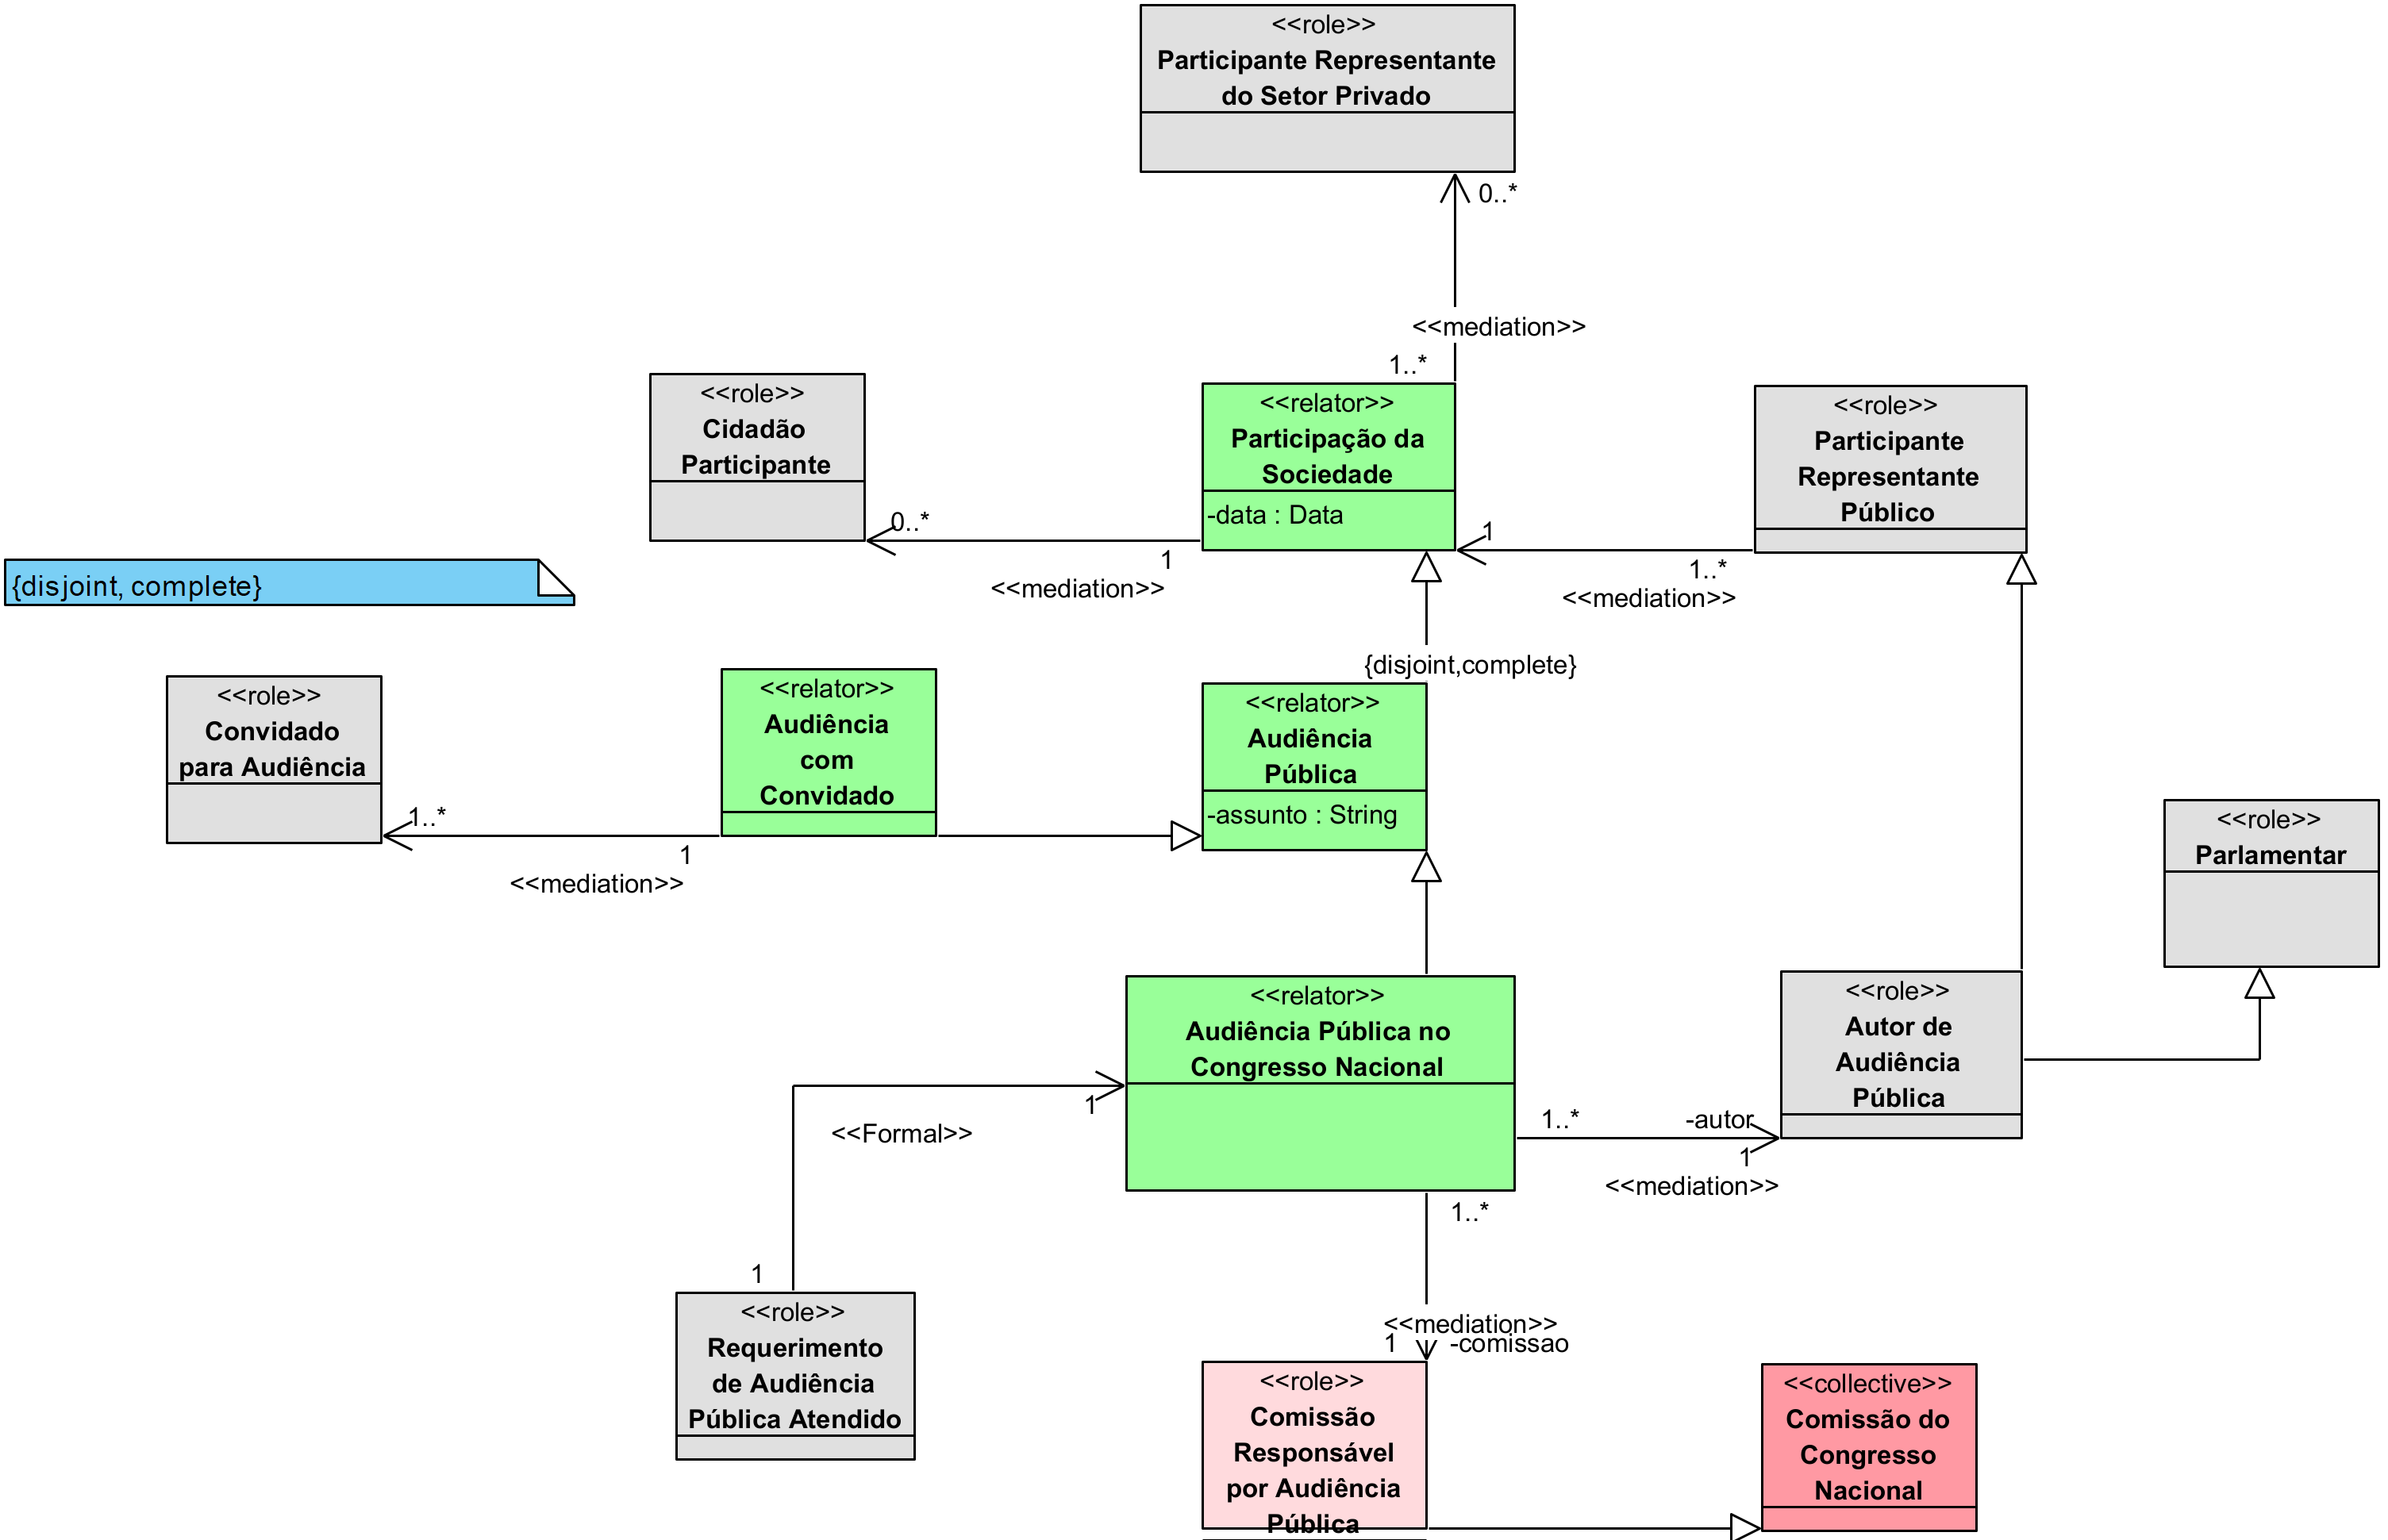 <<role>>
Participante Representante
do Setor Privado
0..*
<<mediation>>
1..*
<<role>>
Cidadão
Participante
<<relator>>
Participação da
Sociedade
-data : Data
<<role>>
Participante
Representante
Público
0..*
1
<<mediation>>
1
1..*
<<mediation>>
{disjoint, complete}
{disjoint,complete}
<<role>>
Convidado
para Audiência
<<relator>>
Audiência
com
Convidado
<<relator>>
Audiência
Pública
-assunto : String
1..*
1
<<mediation>>
<<role>>
Parlamentar
<<relator>>
Audiência Pública no
Congresso Nacional
<<role>>
Autor de
Audiência
Pública
1
<<Formal>>
1..*
-autor
1
<<mediation>>
1..*
1
<<role>>
Requerimento
de Audiência
Pública Atendido
<<mediation>>
1
-comissao
<<role>>
Comissão
Responsável
por Audiência
Pública
<<collective>>
Comissão do
Congresso
Nacional